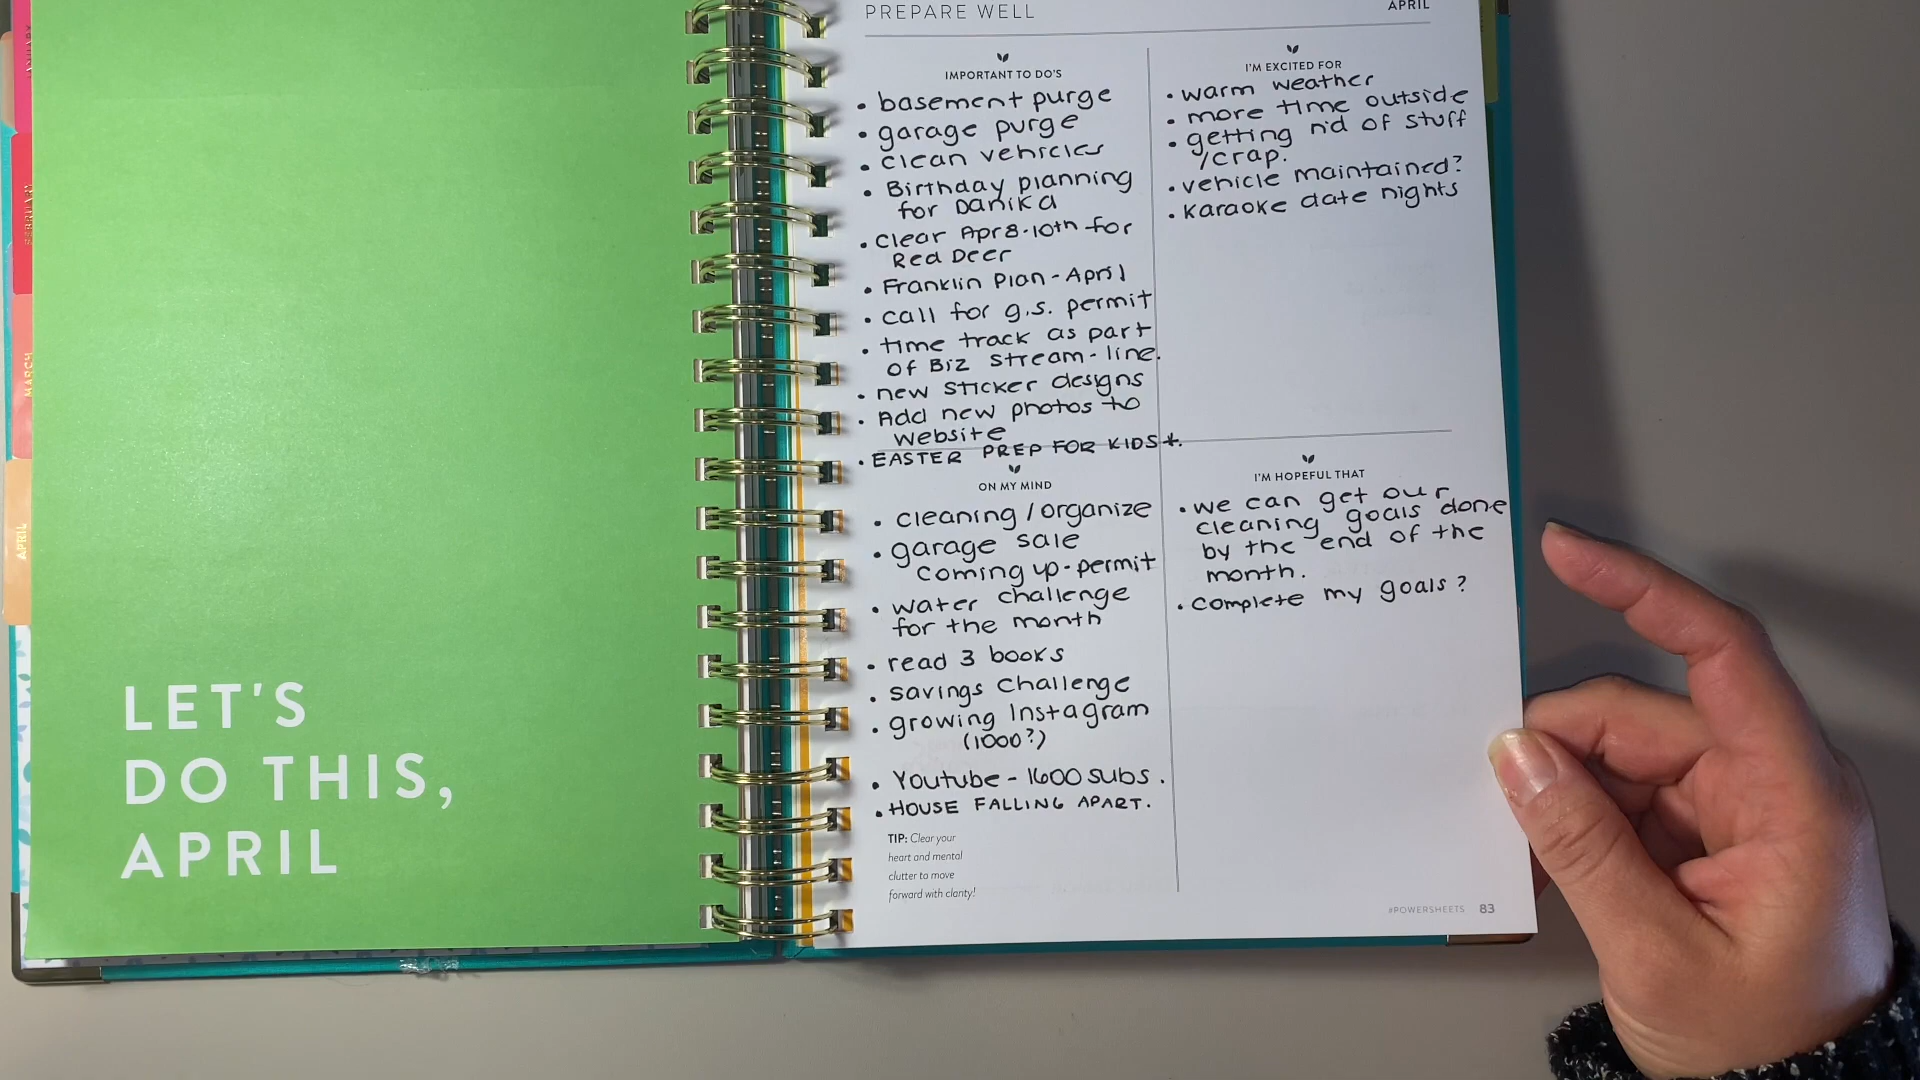 LET'S
DO THIS,
APRIL
PREPARE WELL
APRIL
IMPORTANT TO DO'S
• basement purge
• garage purge
• clean vehicles
• Birthday planning
for Danika
• Clear Apr 8-10th for
Red Deer
• Franklin Plan - April
• call for g.s. permit
• time track as part
of Biz stream-line.
• new sticker designs
• Add new photos to
website
• EASTER PREP FOR KIDS *.
I'M EXCITED FOR
• warm weather
• more time outside
• getting rid of stuff
/crap.
• vehicle maintained?
• karaoke date nights
ON MY MIND
• cleaning / organize
• garage sale
coming up - permit
• water challenge
for the month
• read 3 books
• savings challenge
• growing Instagram
(1000?)
• Youtube - 1600 subs.
• HOUSE FALLING APART.
TIP: Clear your
heart and mental
clutter to move
forward with clarity!
I'M HOPEFUL THAT
• we can get our
cleaning goals done
by the end of the
month.
• complete my goals?
#POWERSHEETS 83
FEBRUARY
MARCH
APRIL